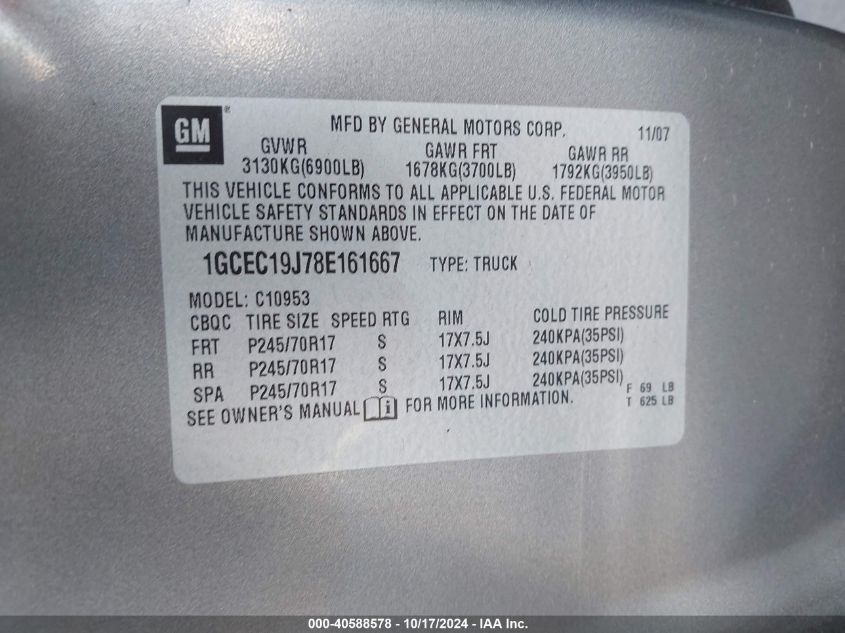 GM ®
MFD BY GENERAL MOTORS CORP. 11/07
GVWR GAWR FRT GAWR RR
3130KG(6900LB) 1678KG(3700LB) 1792KG(3950LB)
THIS VEHICLE CONFORMS TO ALL APPLICABLE U.S. FEDERAL MOTOR
VEHICLE SAFETY STANDARDS IN EFFECT ON THE DATE OF
MANUFACTURE SHOWN ABOVE.
1GCEC19J78E161667 TYPE: TRUCK
MODEL: C10953
CBQC TIRE SIZE SPEED RTG RIM COLD TIRE PRESSURE
FRT P245/70R17 S 17X7.5J 240KPA(35PSI)
RR P245/70R17 S 17X7.5J 240KPA(35PSI)
SPA P245/70R17 S 17X7.5J 240KPA(35PSI)
F 69 LB
T 625 LB
SEE OWNER'S MANUAL i FOR MORE INFORMATION.
000-40588578 - 10/17/2024 - IAA Inc.